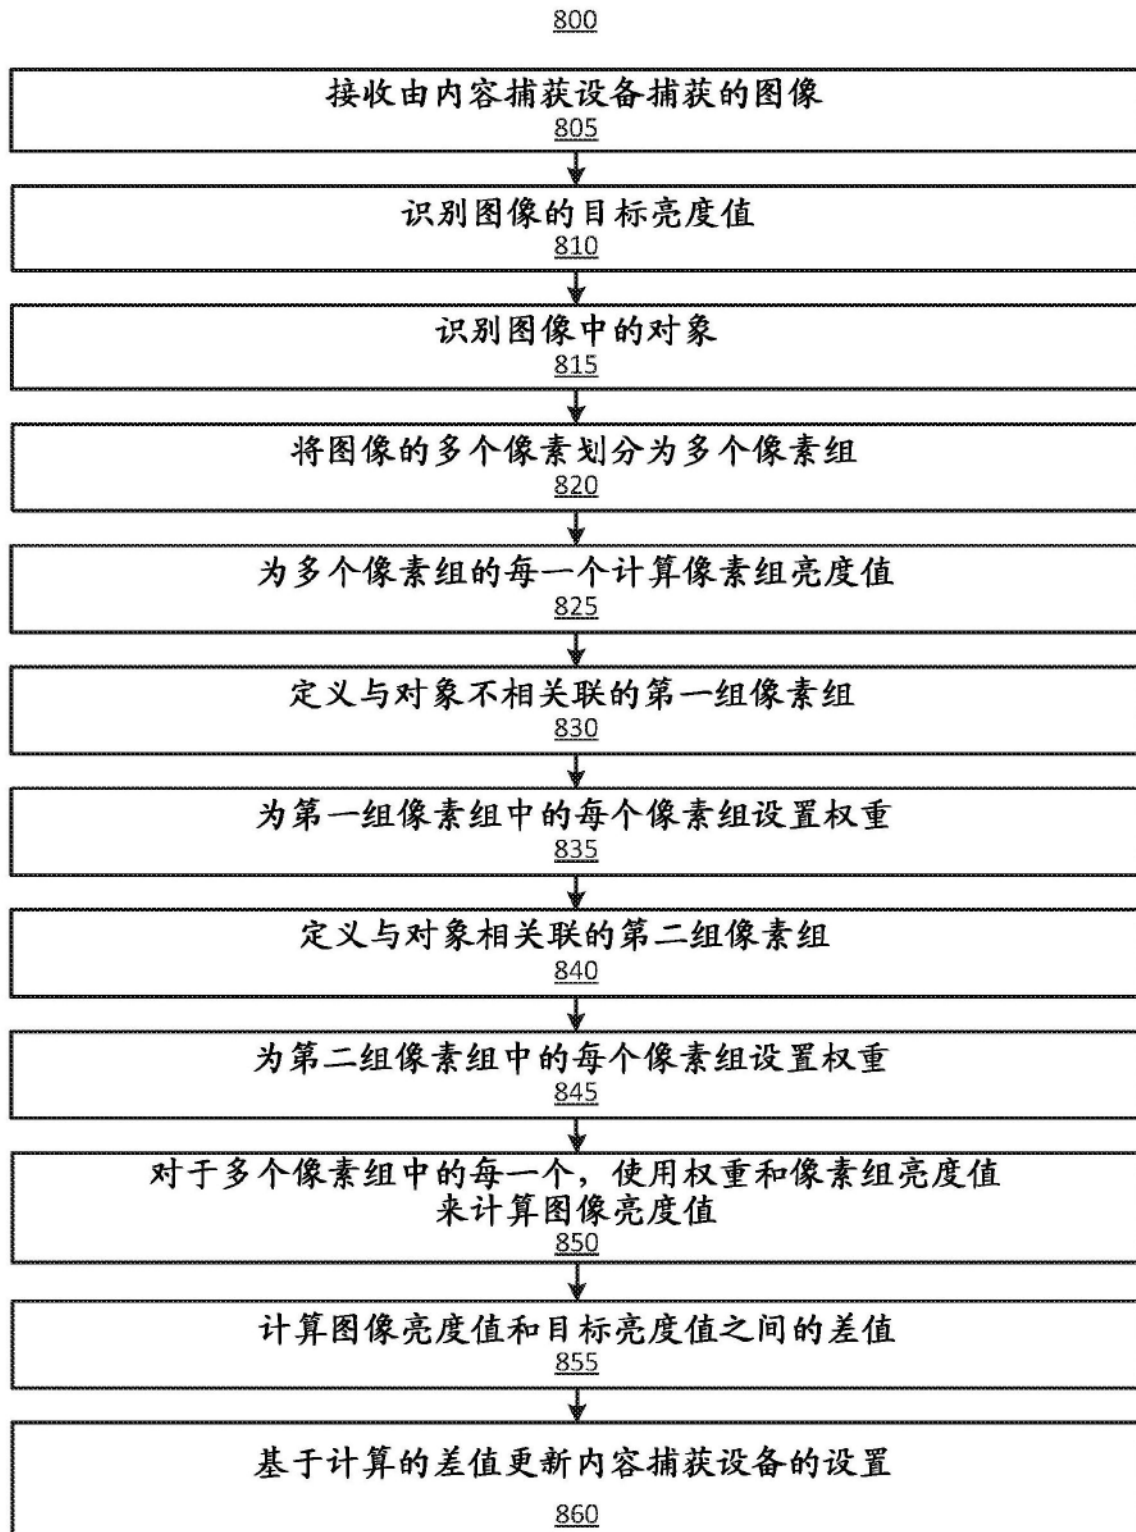 800
接收由内容捕获设备捕获的图像
805
识别图像的目标亮度值
810
识别图像中的对象
815
将图像的多个像素划分为多个像素组
820
为多个像素组的每一个计算像素组亮度值
825
定义与对象不相关联的第一组像素组
830
为第一组像素组中的每个像素组设置权重
835
定义与对象相关联的第二组像素组
840
为第二组像素组中的每个像素组设置权重
845
对于多个像素组中的每一个，使用权重和像素组亮度值
来计算图像亮度值
850
计算图像亮度值和目标亮度值之间的差值
855
基于计算的差值更新内容捕获设备的设置
860